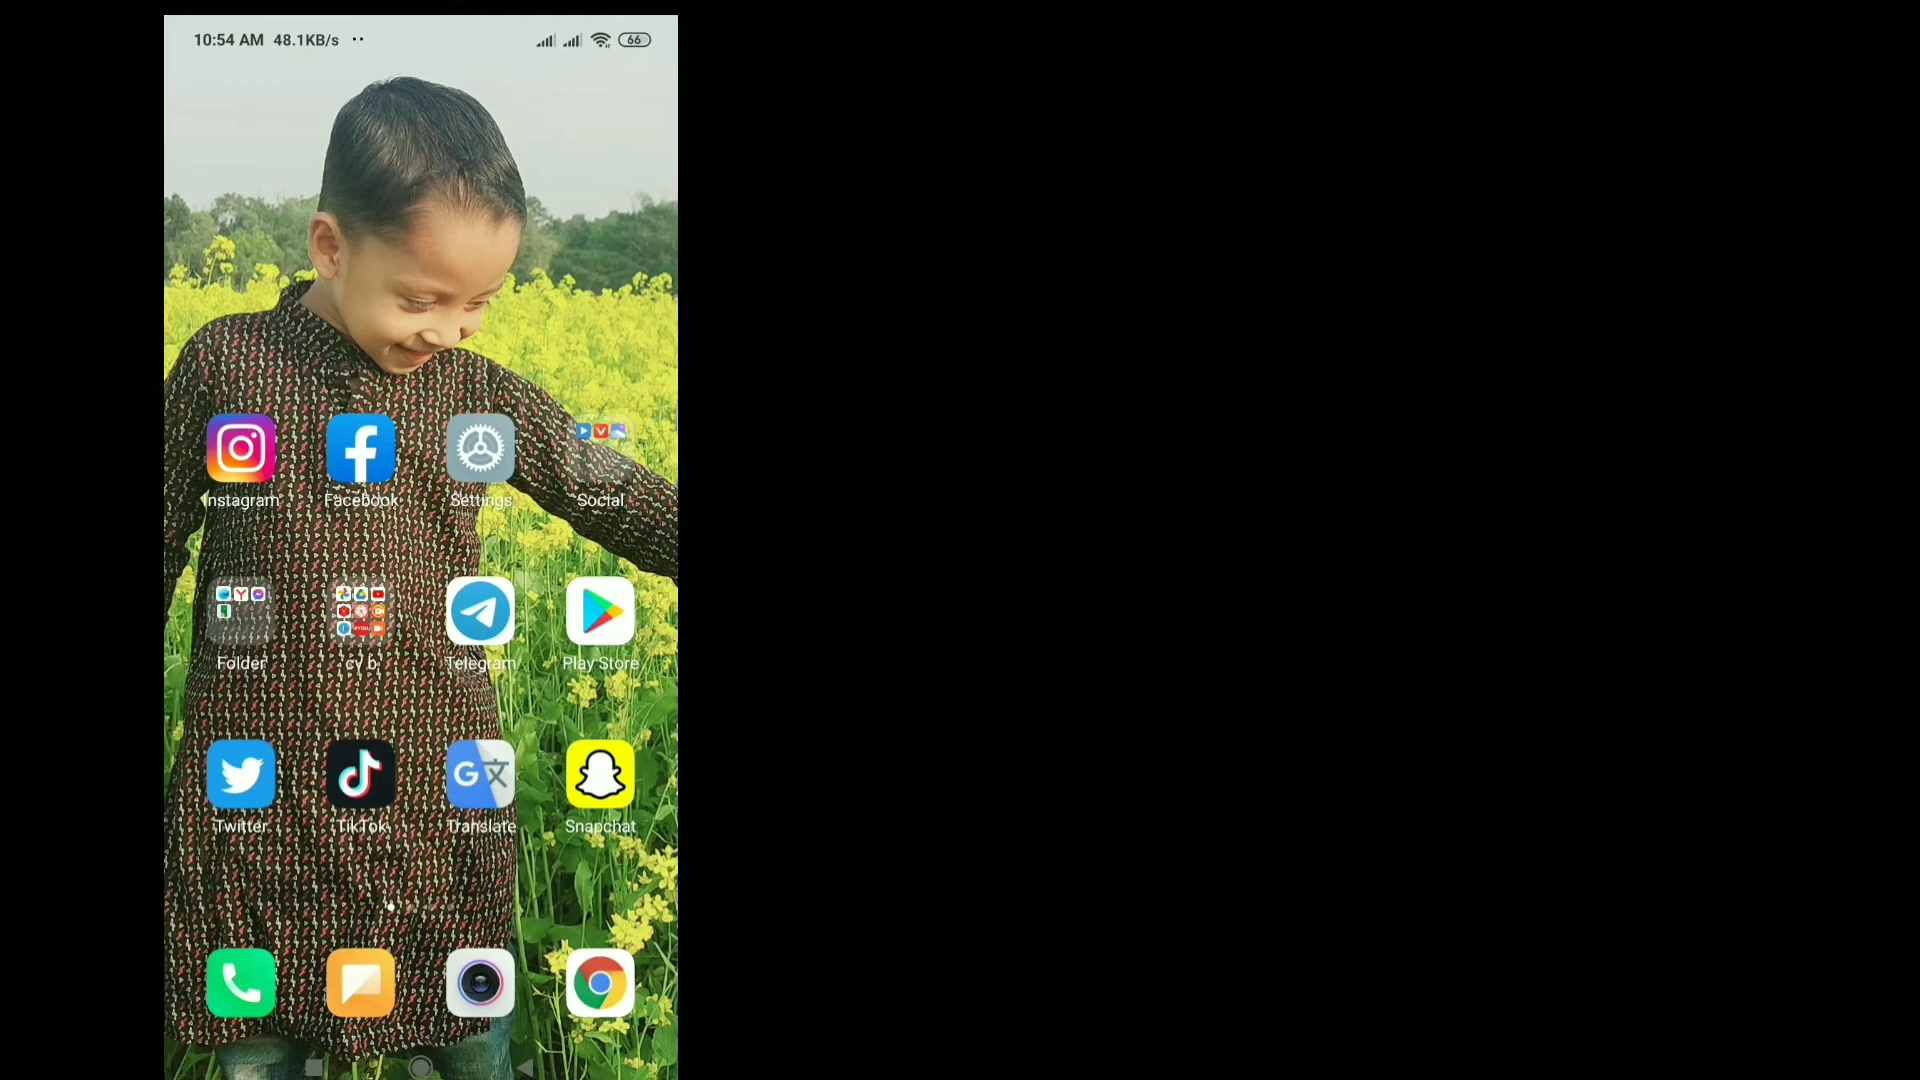 10:54 AM 48.1KB/s ··
66
Instagram
Facebook
Settings
Social
Folder
cv b
Telegram
Play Store
Twitter
TikTok
Translate
Snapchat